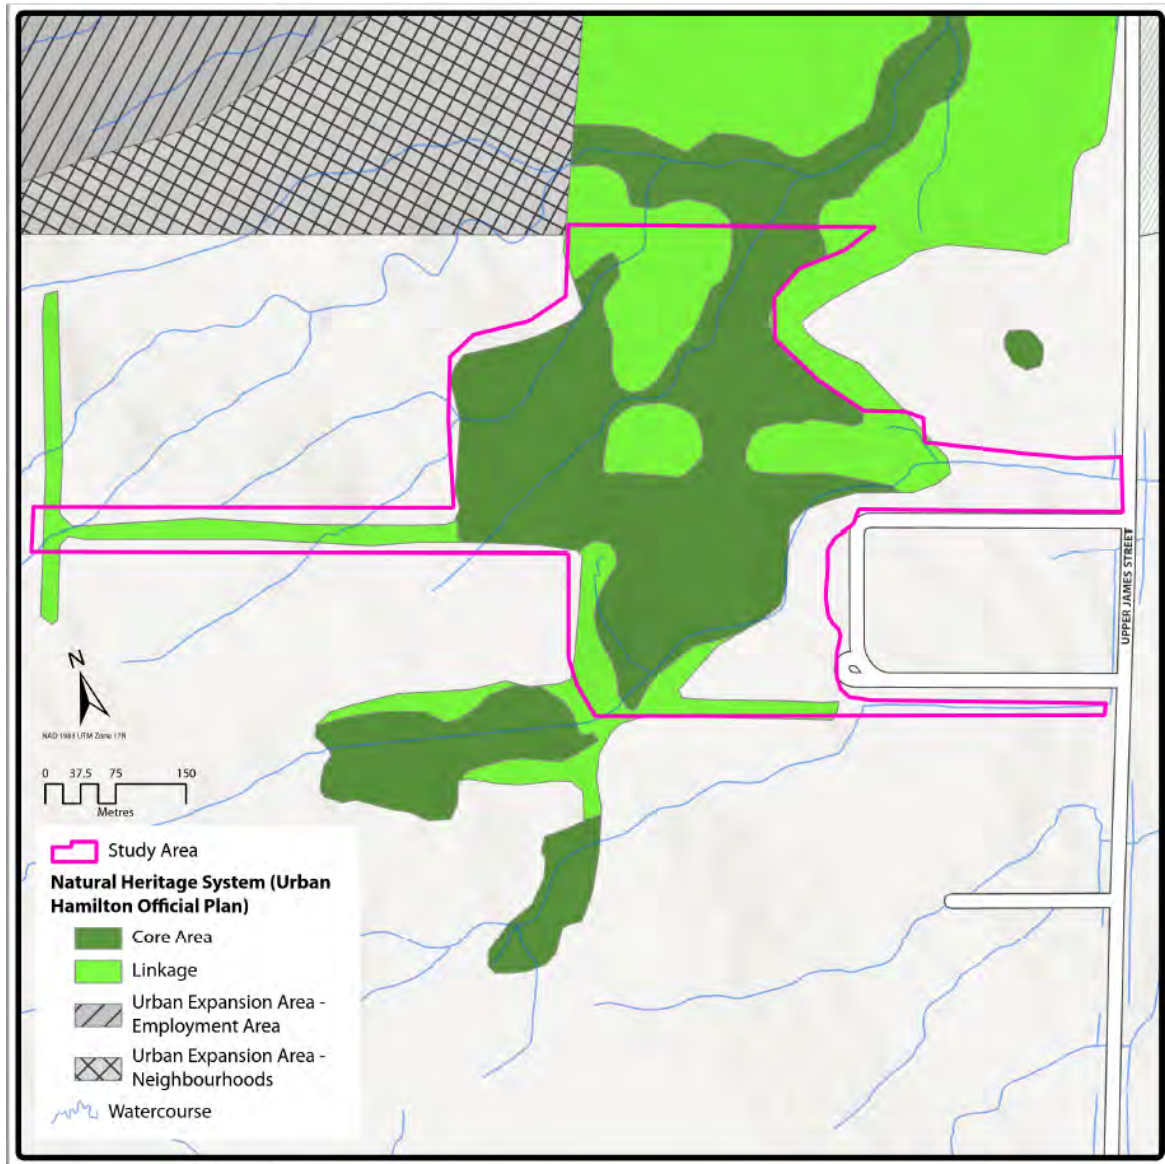 UPPER JAMES STREET
N
NAD 1983 UTM Zone 17N
0 37.5 75 150
Metres
Study Area
Natural Heritage System (Urban
Hamilton Official Plan)
Core Area
Linkage
Urban Expansion Area -
Employment Area
Urban Expansion Area -
Neighbourhoods
Watercourse